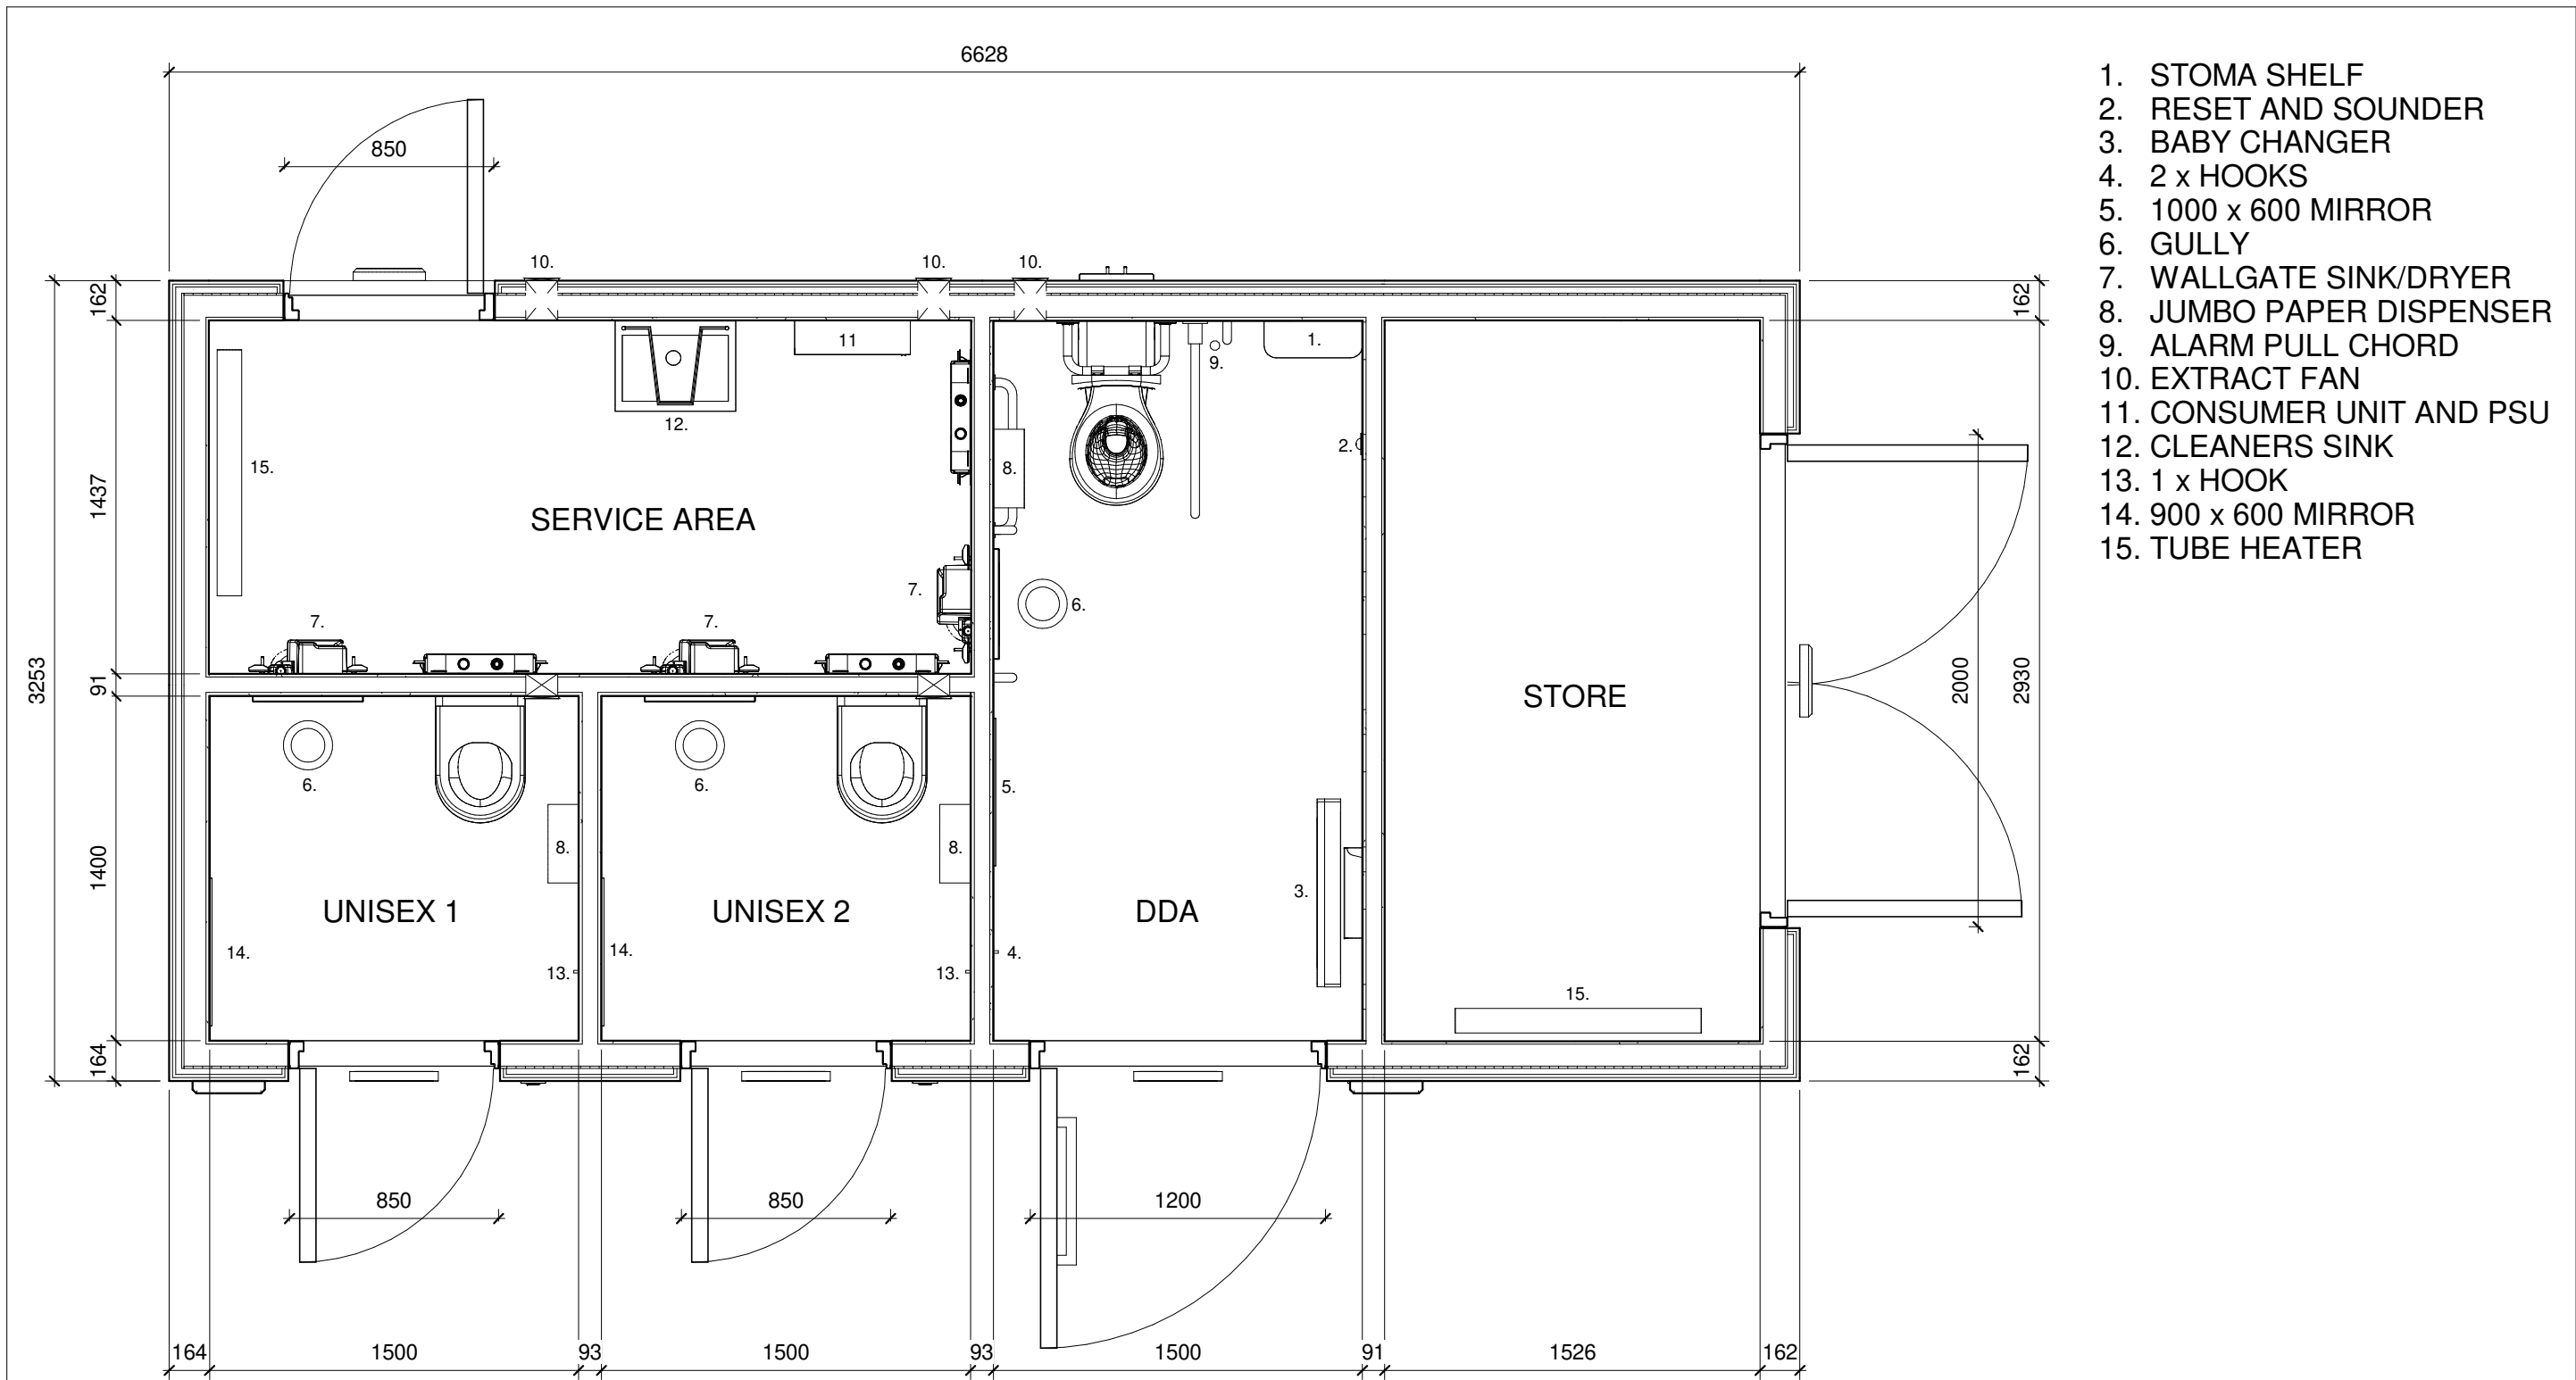 6628
1. STOMA SHELF
2. RESET AND SOUNDER
3. BABY CHANGER
4. 2 x HOOKS
5. 1000 x 600 MIRROR
6. GULLY
7. WALLGATE SINK/DRYER
8. JUMBO PAPER DISPENSER
9. ALARM PULL CHORD
10. EXTRACT FAN
11. CONSUMER UNIT AND PSU
12. CLEANERS SINK
13. 1 x HOOK
14. 900 x 600 MIRROR
15. TUBE HEATER
850
10. 10. 10.
162 162
11 1.
9.
12.
2.
15. 8.
1437
SERVICE AREA
7. 6.
7. 7.
3253
91
STORE
2000 2930
6. 6. 5.
8. 8.
1400
3.
UNISEX 1 UNISEX 2 DDA
14. 13. 14. 13. 4.
15.
164 162
850 850 1200
164 1500 93 1500 93 1500 91 1526 162